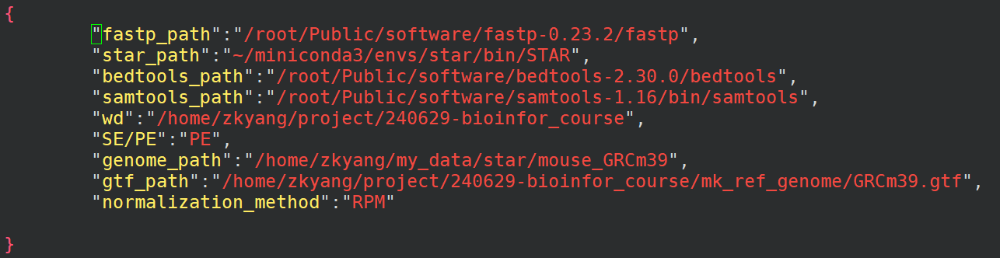 {
"fastp_path":"/root/Public/software/fastp-0.23.2/fastp",
"star_path":"~/miniconda3/envs/star/bin/STAR",
"bedtools_path":"/root/Public/software/bedtools-2.30.0/bedtools",
"samtools_path":"/root/Public/software/samtools-1.16/bin/samtools",
"wd":"/home/zkyang/project/240629-bioinfor_course",
"SE/PE":"PE",
"genome_path":"/home/zkyang/my_data/star/mouse_GRCm39",
"gtf_path":"/home/zkyang/project/240629-bioinfor_course/mk_ref_genome/GRCm39.gtf",
"normalization_method":"RPM"
}